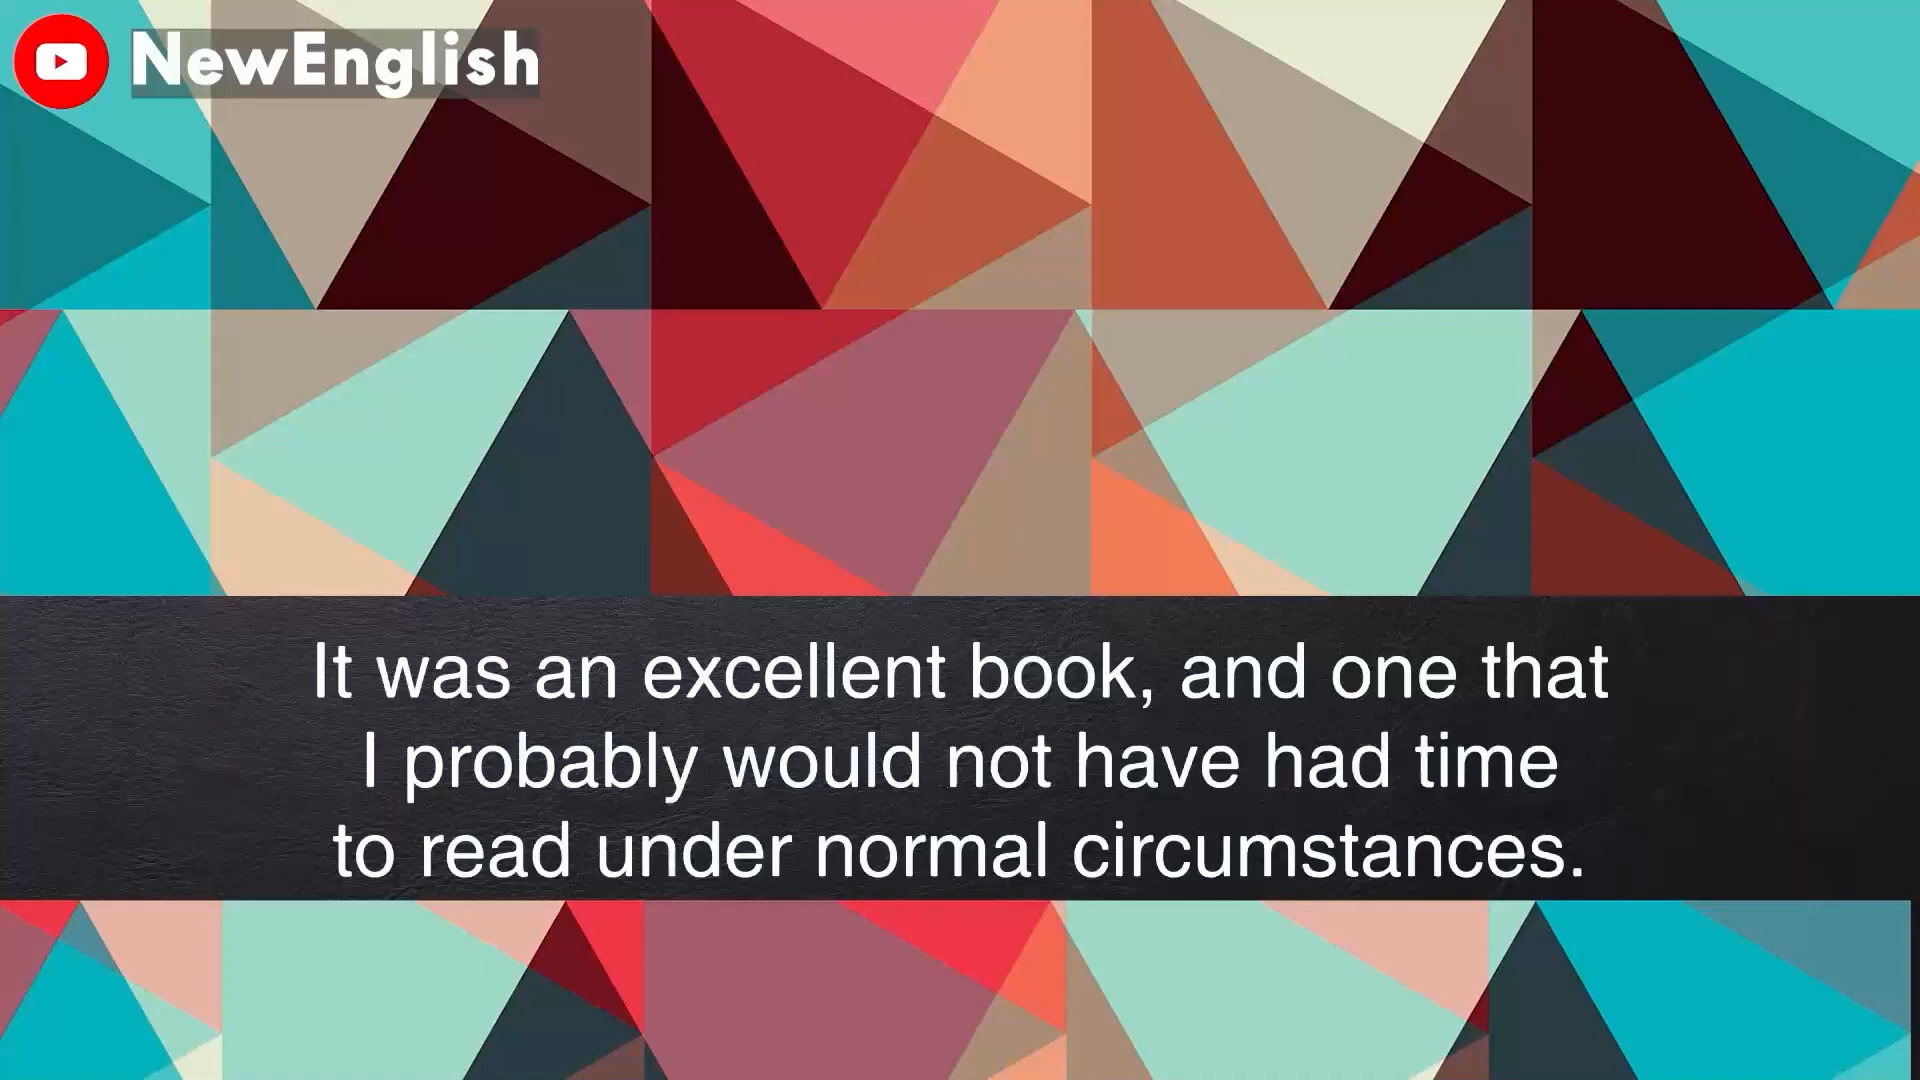 NewEnglish
It was an excellent book, and one that
I probably would not have had time
to read under normal circumstances.